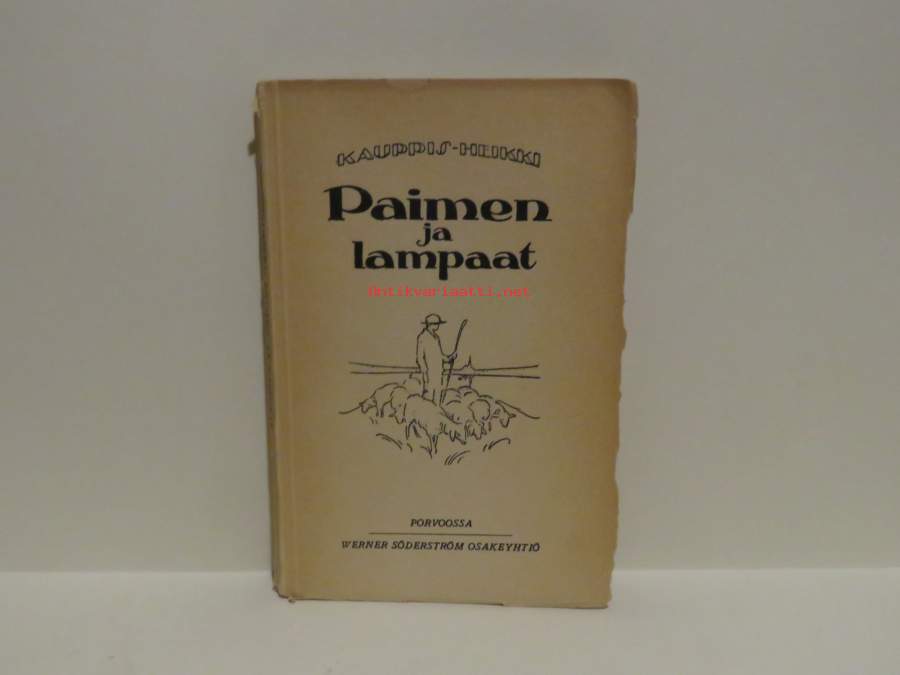 KAUPPIS-HEIKKI
Paimen
ja
lampaat
Antikvariaatti.net
PORVOOSSA
WERNER SÖDERSTRÖM OSAKEYHTIÖ